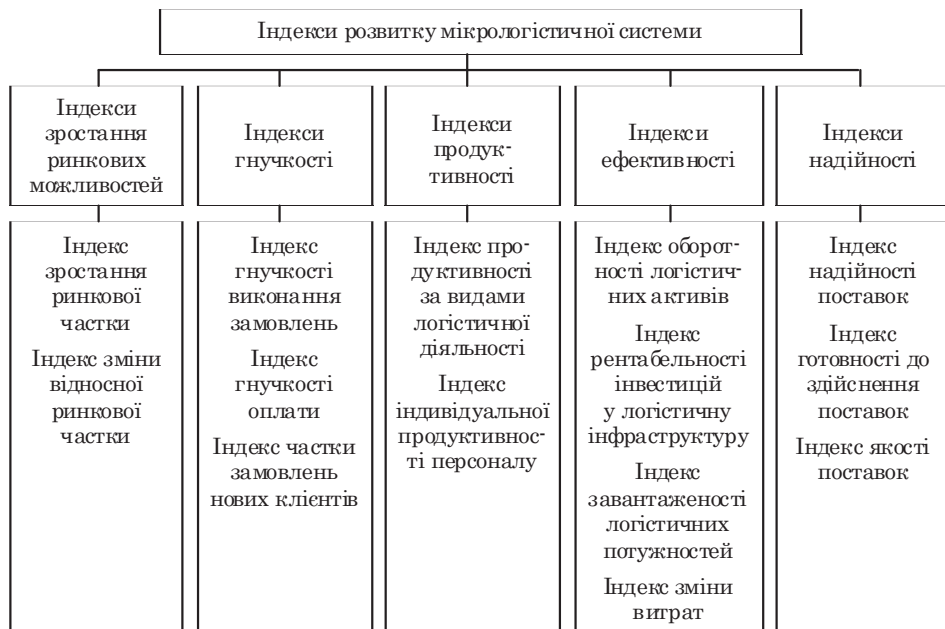 Індекси розвитку мікрологістичної системи
Індекси
зростання
ринкових
можливостей
Індекси
гнучкості
Індекси
продук-
тивності
Індекси
ефективності
Індекси
надійності
Індекс
зростання
ринкової
частки
Індекс зміни
відносної
ринкової
частки
Індекс
гнучкості
виконання
замовлень
Індекс
гнучкості
оплати
Індекс частки
замовлень
нових клієнтів
Індекс про-
дуктивності
за видами
логістичної
діяльності
Індекс
індивідуальної
продуктивнос-
ті персоналу
Індекс оборот-
ності логістич-
них активів
Індекс
рентабельності
інвестицій
у логістичну
інфраструктуру
Індекс
завантаженості
логістичних
потужностей
Індекс зміни
витрат
Індекс
надійності
поставок
Індекс
готовності до
здійснення
поставок
Індекс якості
поставок